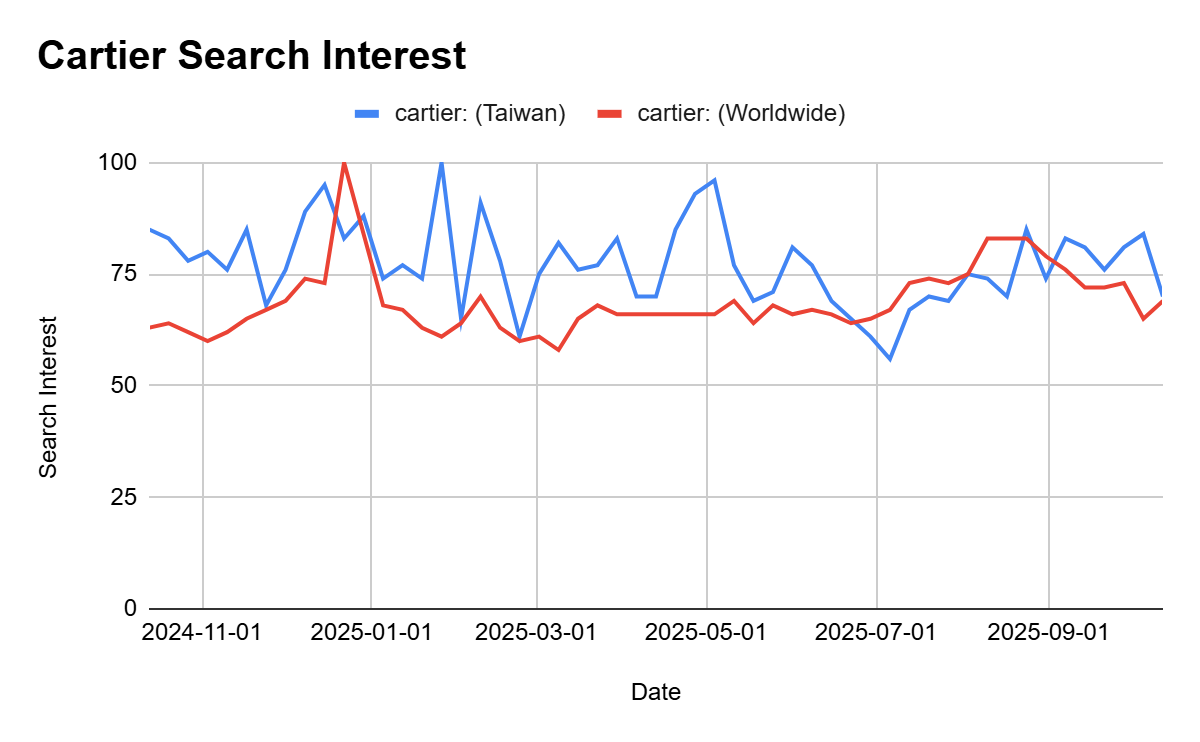 Cartier Search Interest
cartier: (Taiwan) cartier: (Worldwide)
100
75
50
25
0
Search Interest
2024-11-01 2025-01-01 2025-03-01 2025-05-01 2025-07-01 2025-09-01
Date